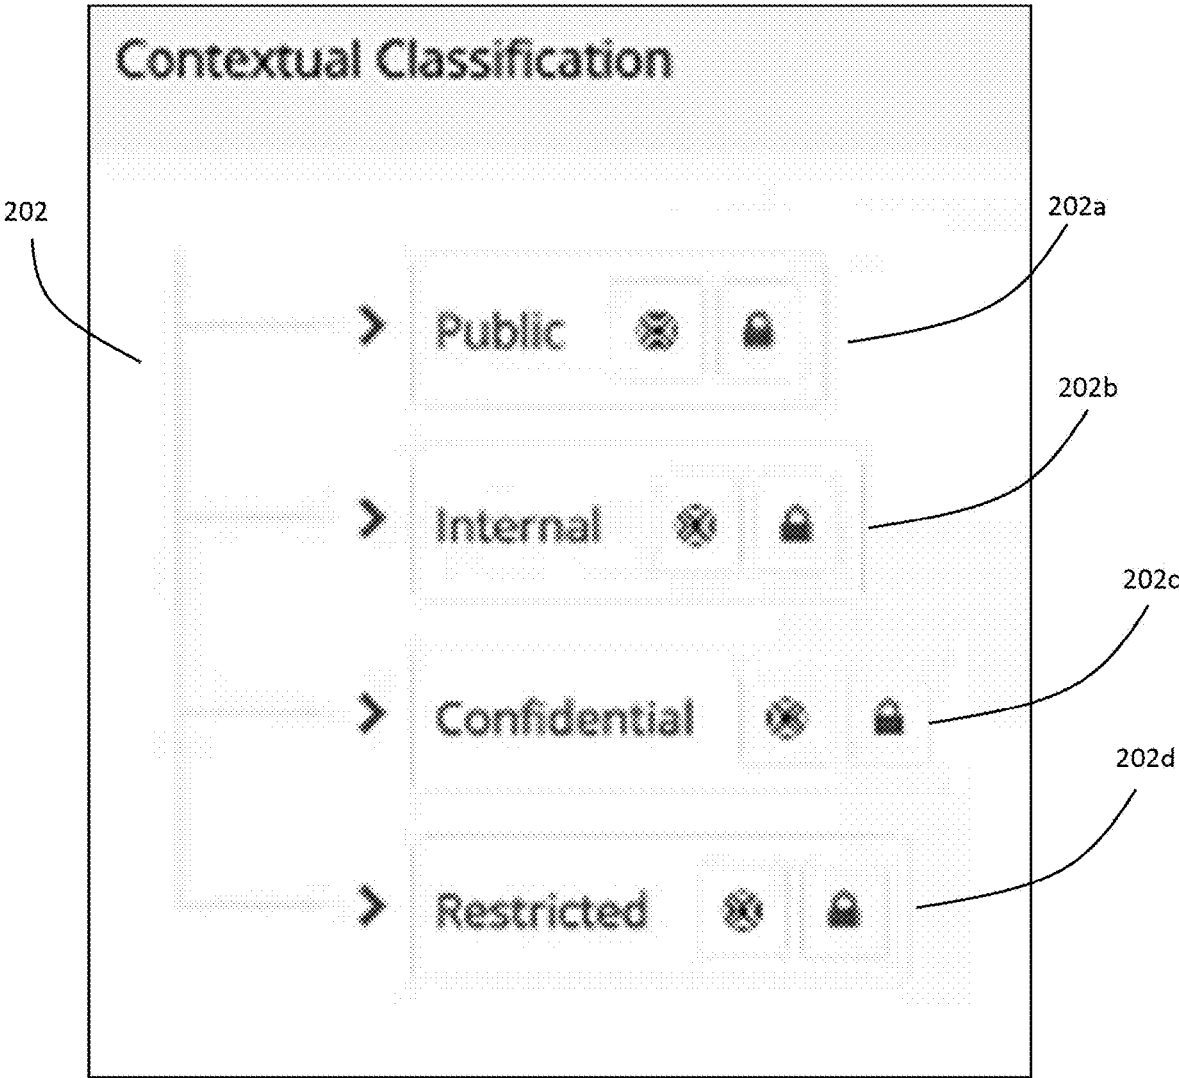 Contextual Classification
202
202a
Public
202b
Internal
202c
Confidential
202d
Restricted